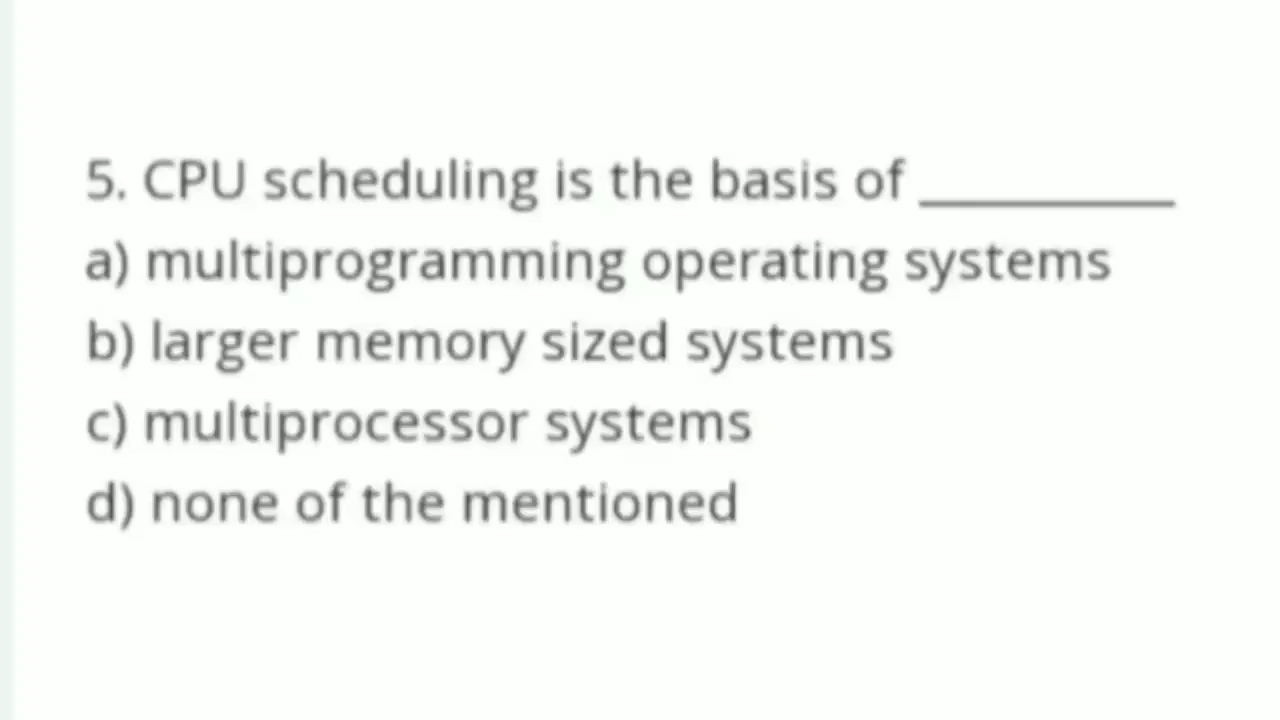 5. CPU scheduling is the basis of __________
a) multiprogramming operating systems
b) larger memory sized systems
c) multiprocessor systems
d) none of the mentioned